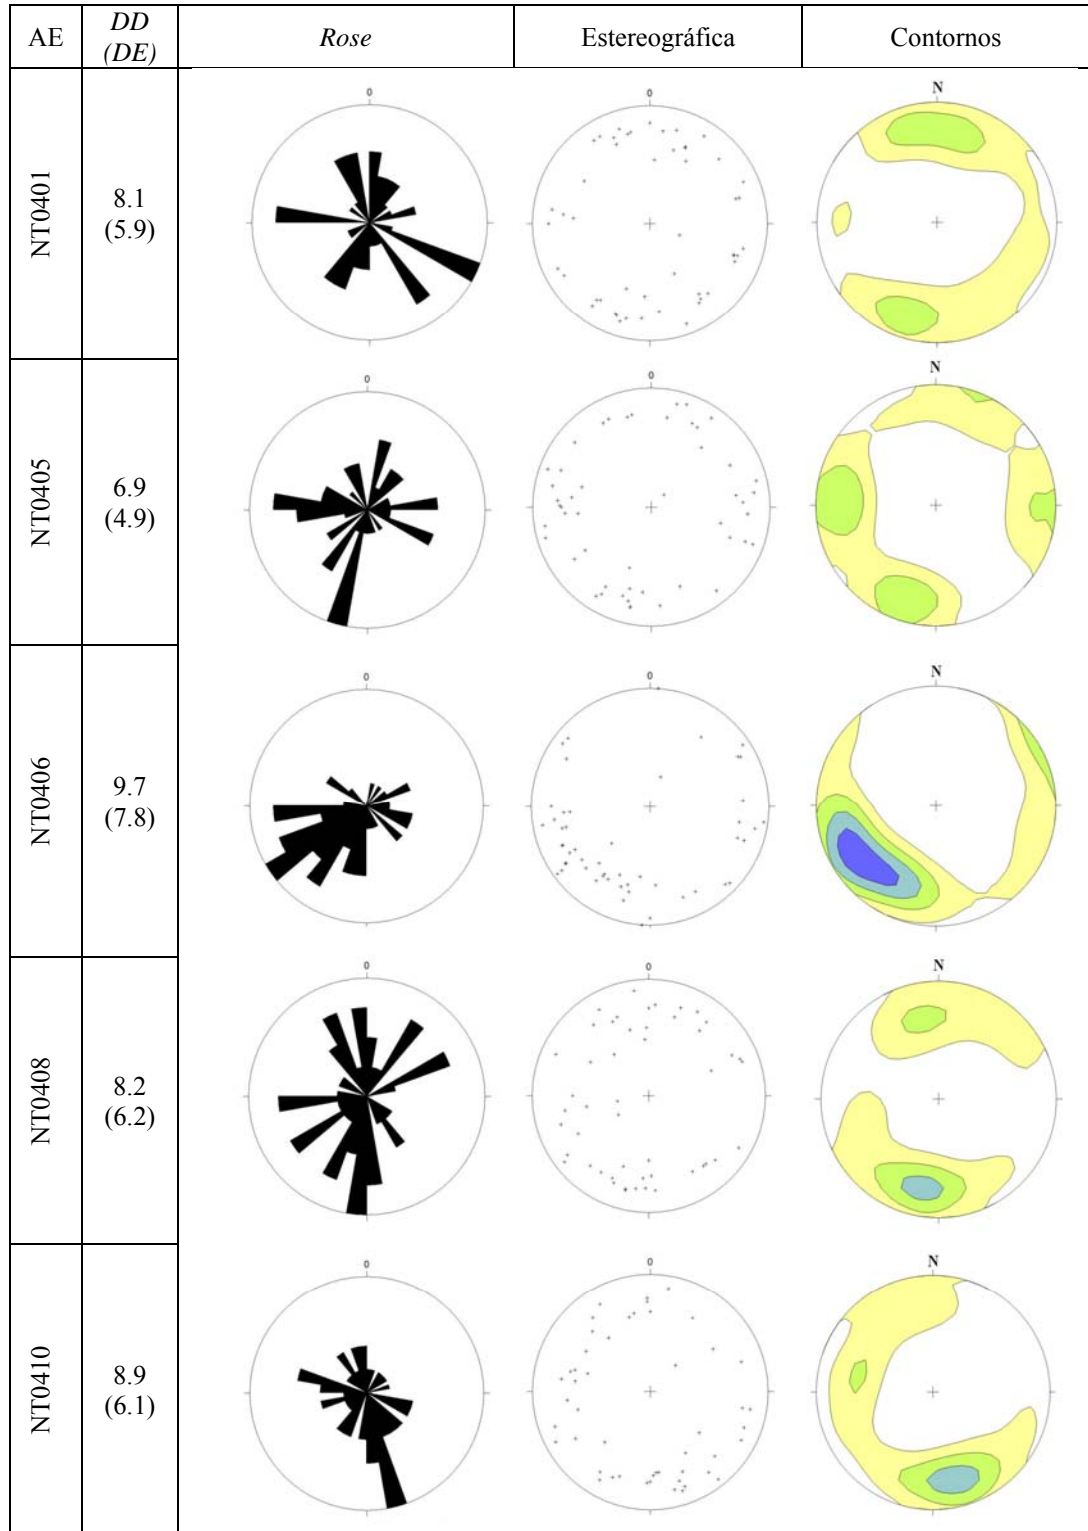 AE DD (DE) Rose Estereográfica Contornos
0 0 N
NT0401 8.1 (5.9)
0 0 N
NT0405 6.9 (4.9)
0 0 N
NT0406 9.7 (7.8)
0 0 N
NT0408 8.2 (6.2)
0 0 N
NT0410 8.9 (6.1)